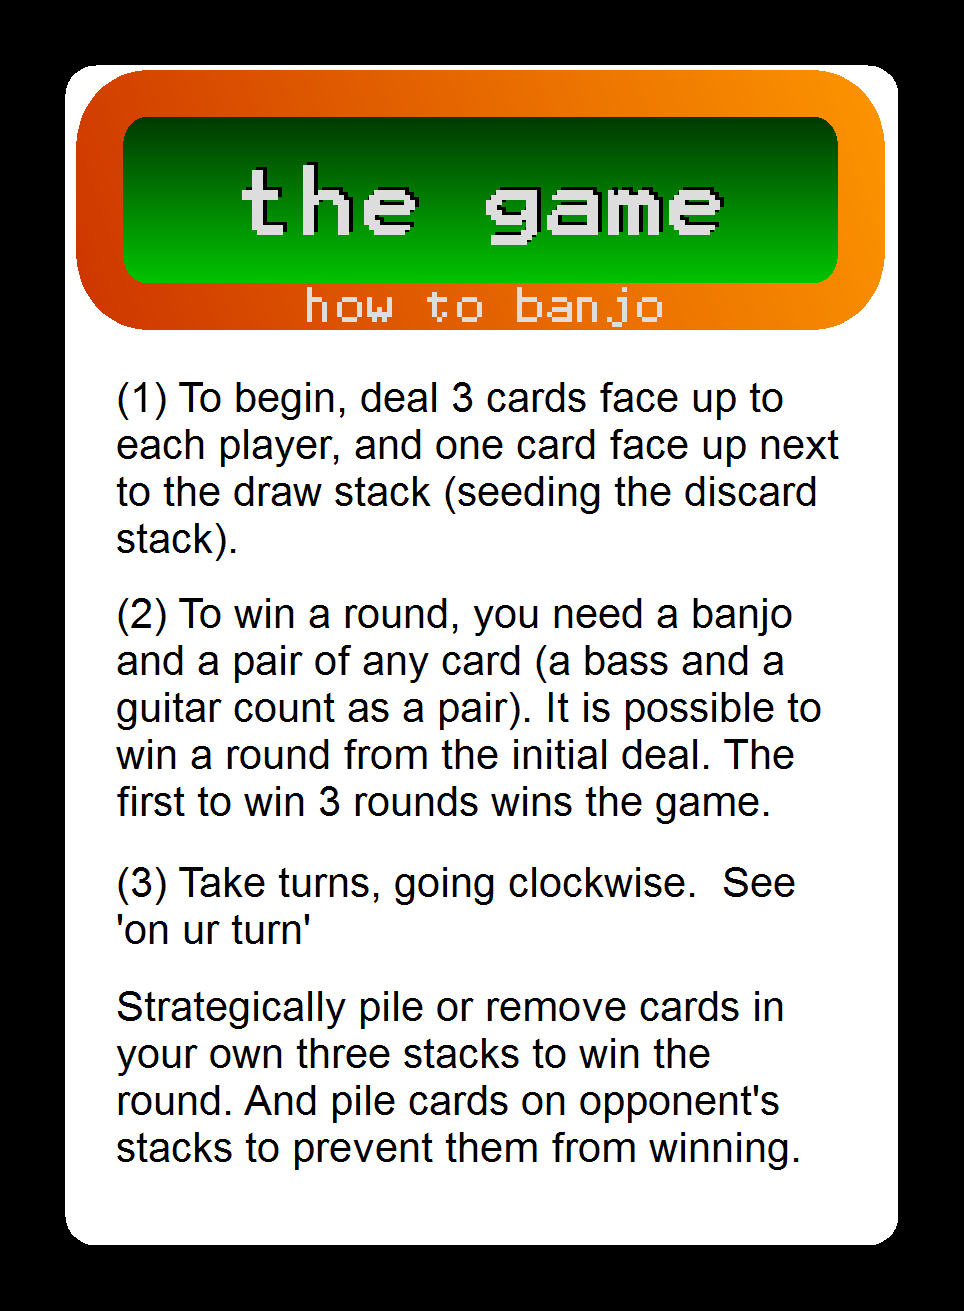 the game
how to banjo
(1) To begin, deal 3 cards face up to
each player, and one card face up next
to the draw stack (seeding the discard
stack).
(2) To win a round, you need a banjo
and a pair of any card (a bass and a
guitar count as a pair). It is possible to
win a round from the initial deal. The
first to win 3 rounds wins the game.
(3) Take turns, going clockwise.  See
'on ur turn'
Strategically pile or remove cards in
your own three stacks to win the
round. And pile cards on opponent's
stacks to prevent them from winning.